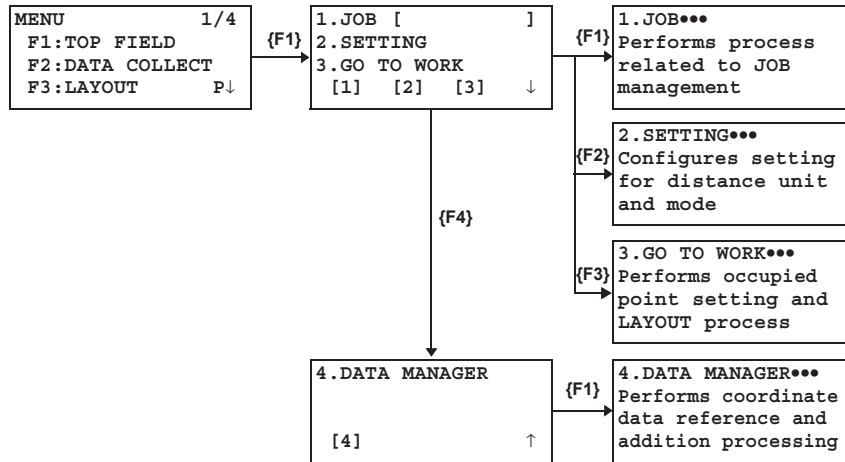 MENU 1/4
F1:TOP FIELD
F2:DATA COLLECT
F3:LAYOUT P↓
{F1}
1.JOB [ ]
2.SETTING
3.GO TO WORK
[1] [2] [3] ↓
{F1}
1.JOB●●●
Performs process
related to JOB
management
{F2}
2.SETTING●●●
Configures setting
for distance unit
and mode
{F3}
3.GO TO WORK●●●
Performs occupied
point setting and
LAYOUT process
{F4}
4.DATA MANAGER
[4] ↑
{F1}
4.DATA MANAGER●●●
Performs coordinate
data reference and
addition processing